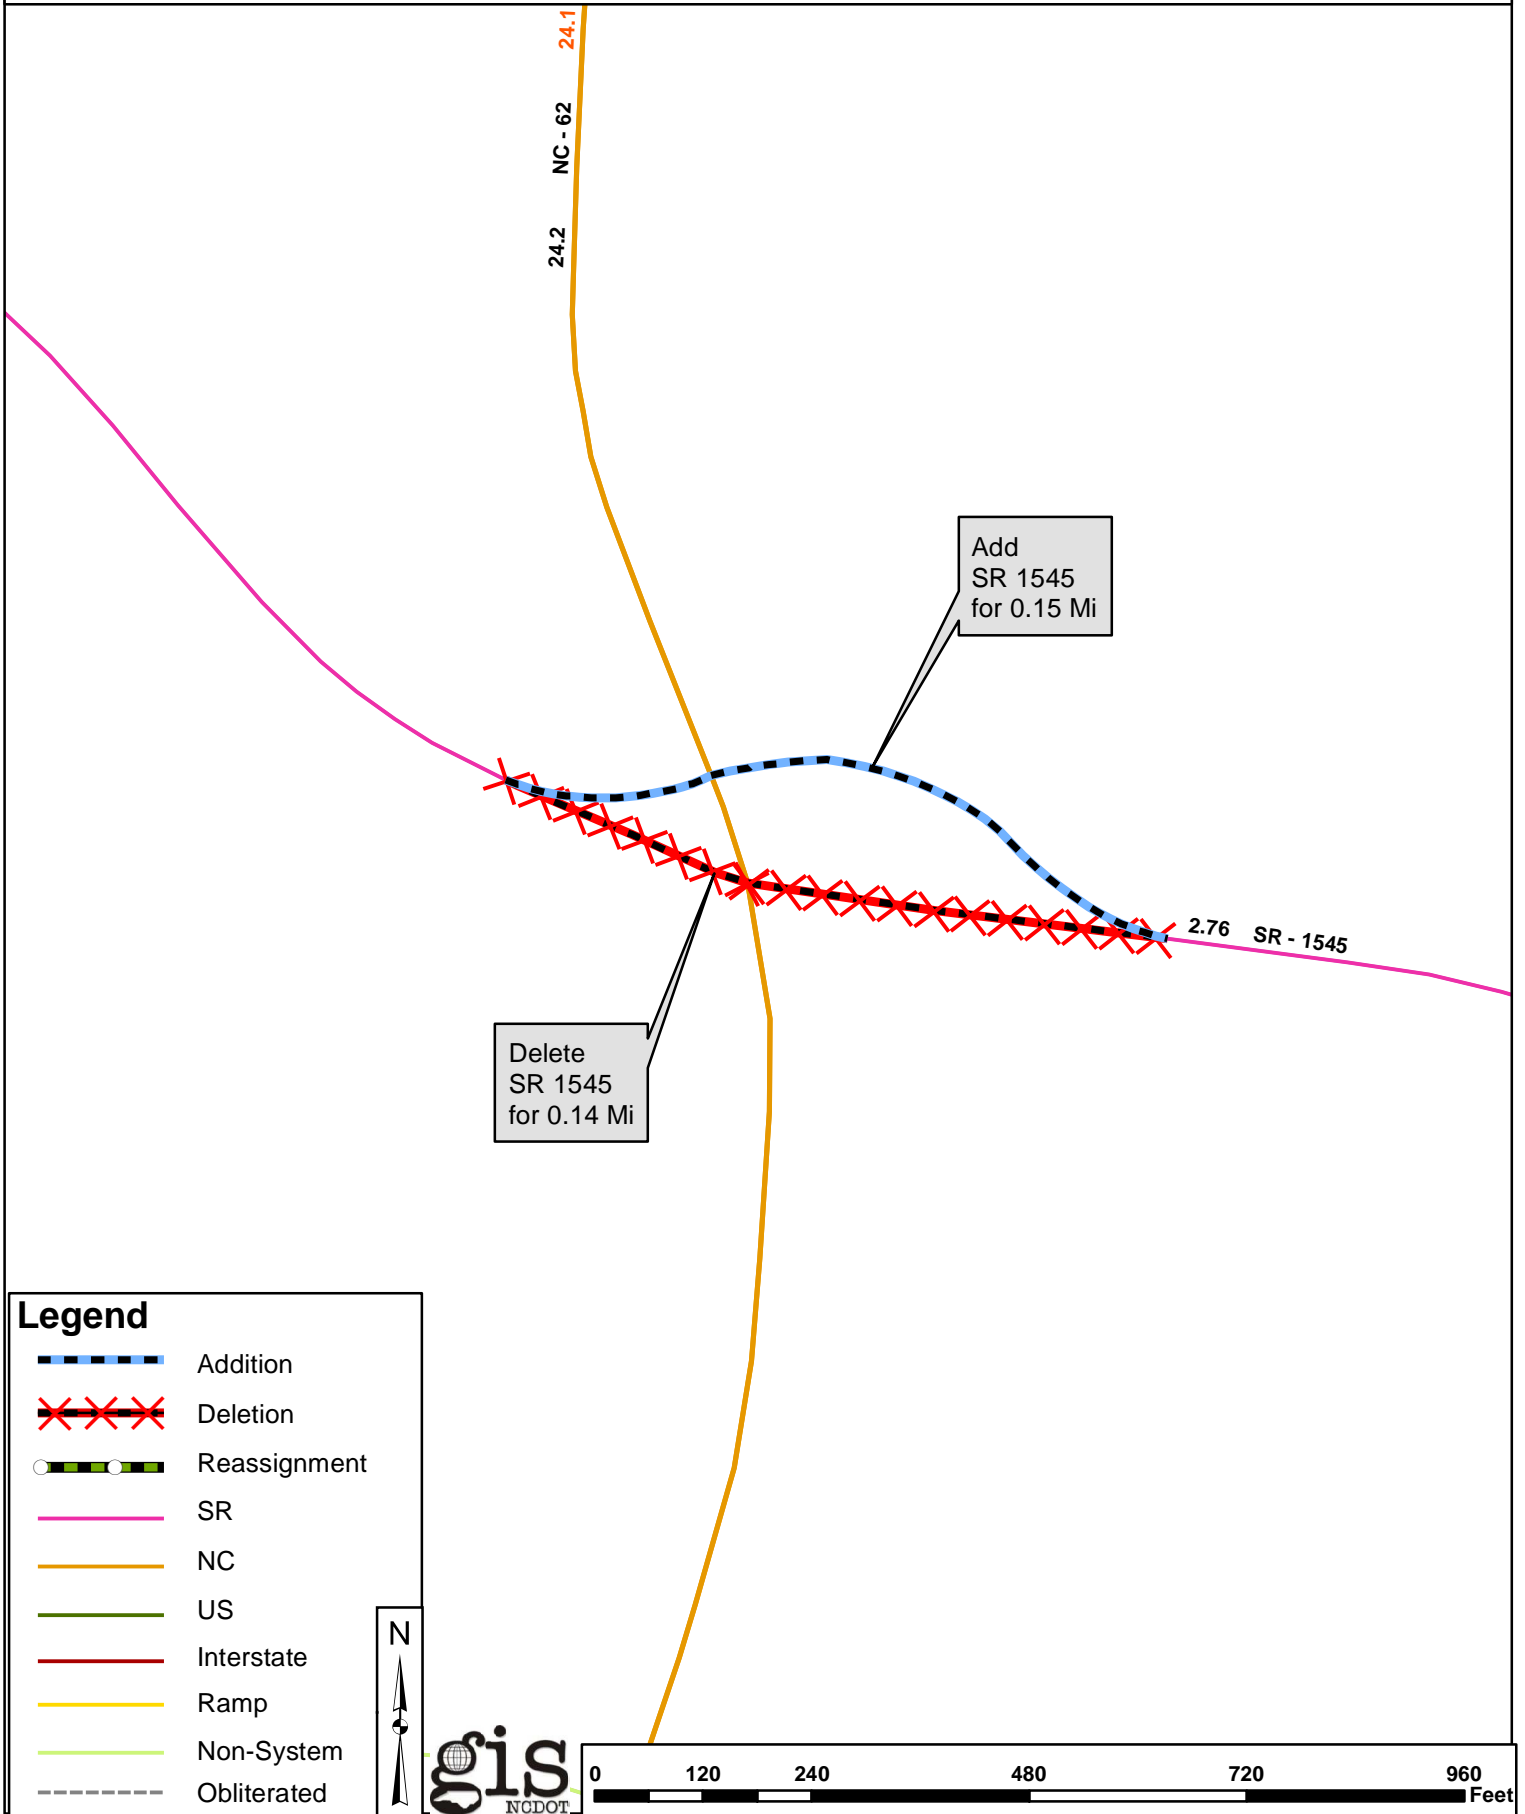 24.1
NC - 62
24.2
Add
SR 1545
for 0.15 Mi
2.76 SR - 1545
Delete
SR 1545
for 0.14 Mi
Legend
Addition
Deletion
Reassignment
SR
NC
US
Interstate
Ramp
Non-System
Obliterated
N
gis
NCDOT
0 120 240 480 720 960
Feet